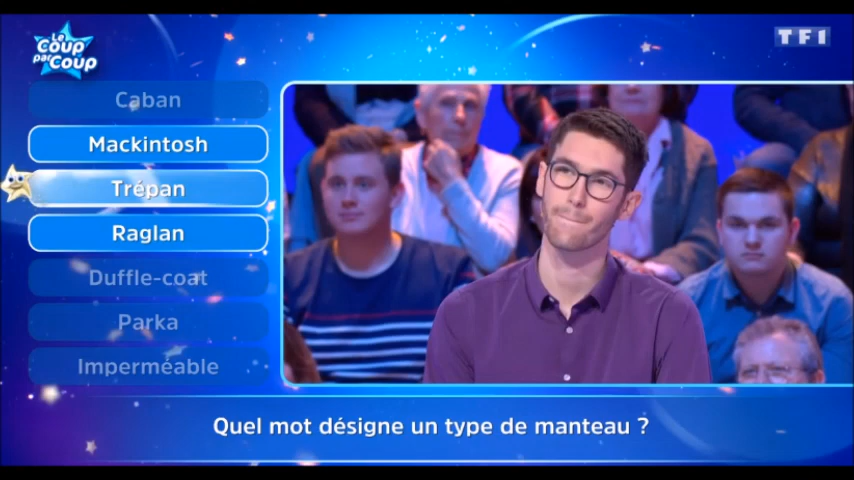 Le
Coup
par
Coup
TF1
Caban
Mackintosh
Trépan
Raglan
Duffle-coat
Parka
Imperméable
Quel mot désigne un type de manteau ?